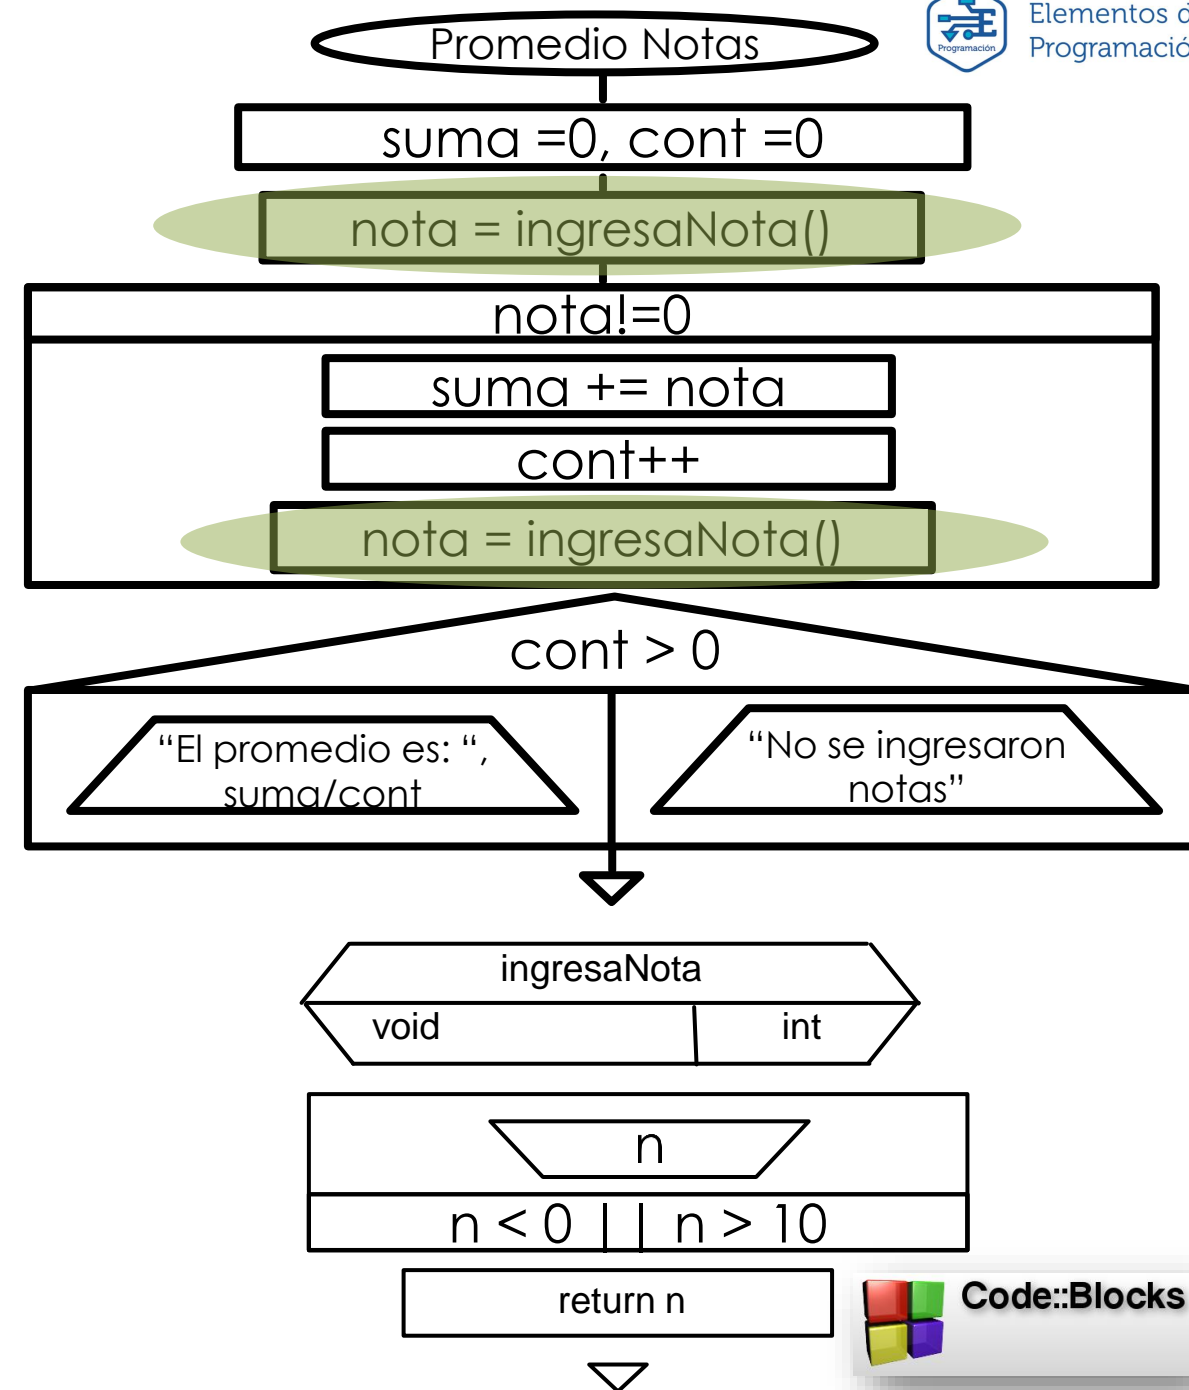 Elementos d
Programació
Programación
Promedio Notas
suma =0, cont =0
nota = ingresaNota()
nota!=0
suma += nota
cont++
nota = ingresaNota()
cont > 0
“El promedio es: “,
suma/cont
“No se ingresaron
notas”
ingresaNota
void
int
n
n < 0 || n > 10
return n
Code::Blocks